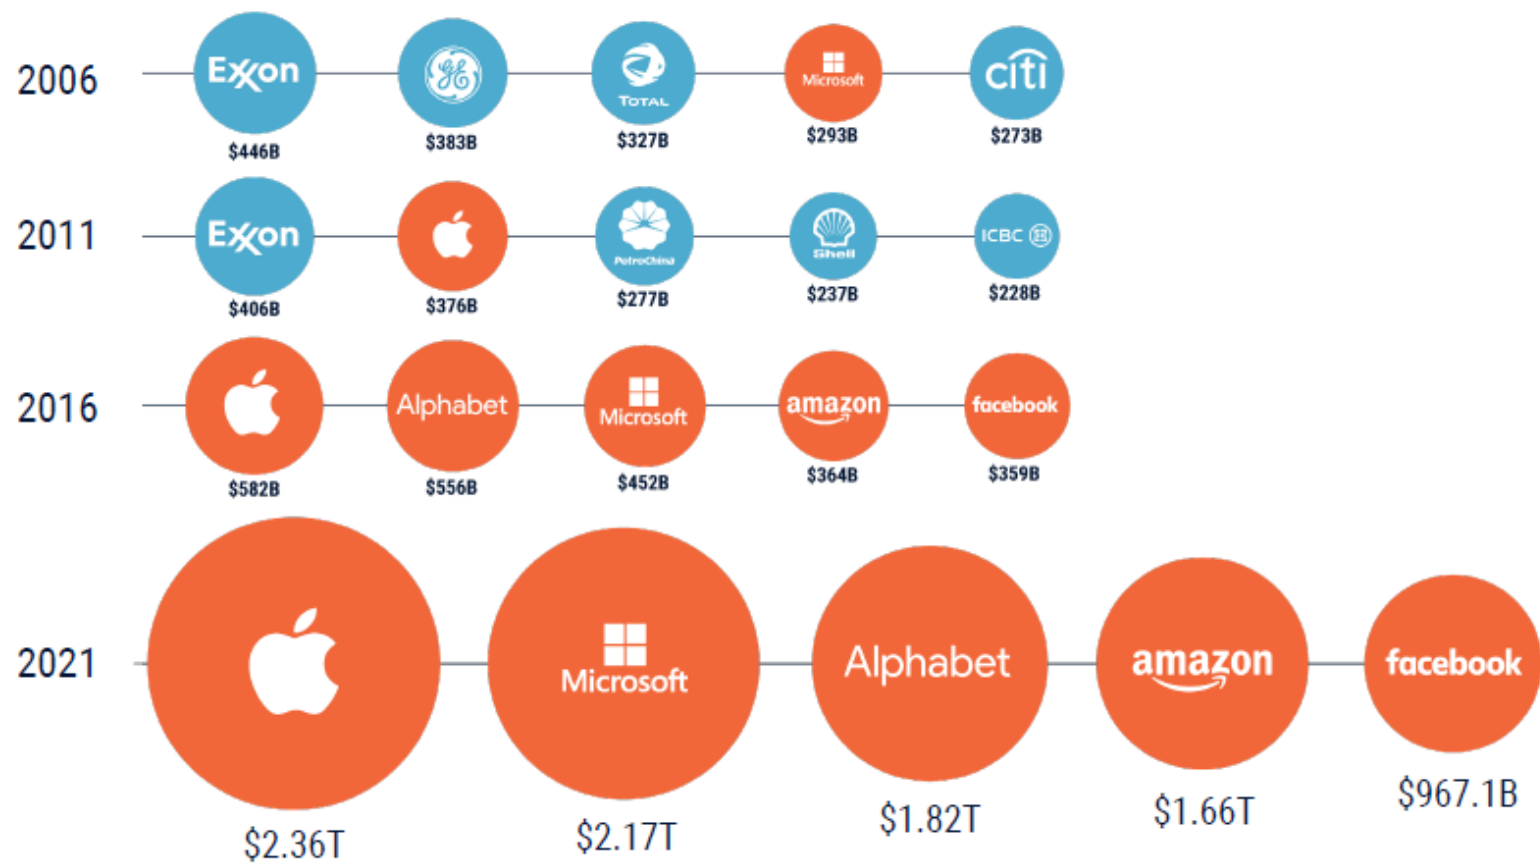 2006
Exxon
GE
TOTAL
Microsoft
citi
$446B
$383B
$327B
$293B
$273B
2011
Exxon
PetroChina
Shell
ICBC
$406B
$376B
$277B
$237B
$228B
2016
Alphabet
Microsoft
amazon
facebook
$582B
$556B
$452B
$364B
$359B
2021
Microsoft
Alphabet
amazon
facebook
$2.36T
$2.17T
$1.82T
$1.66T
$967.1B